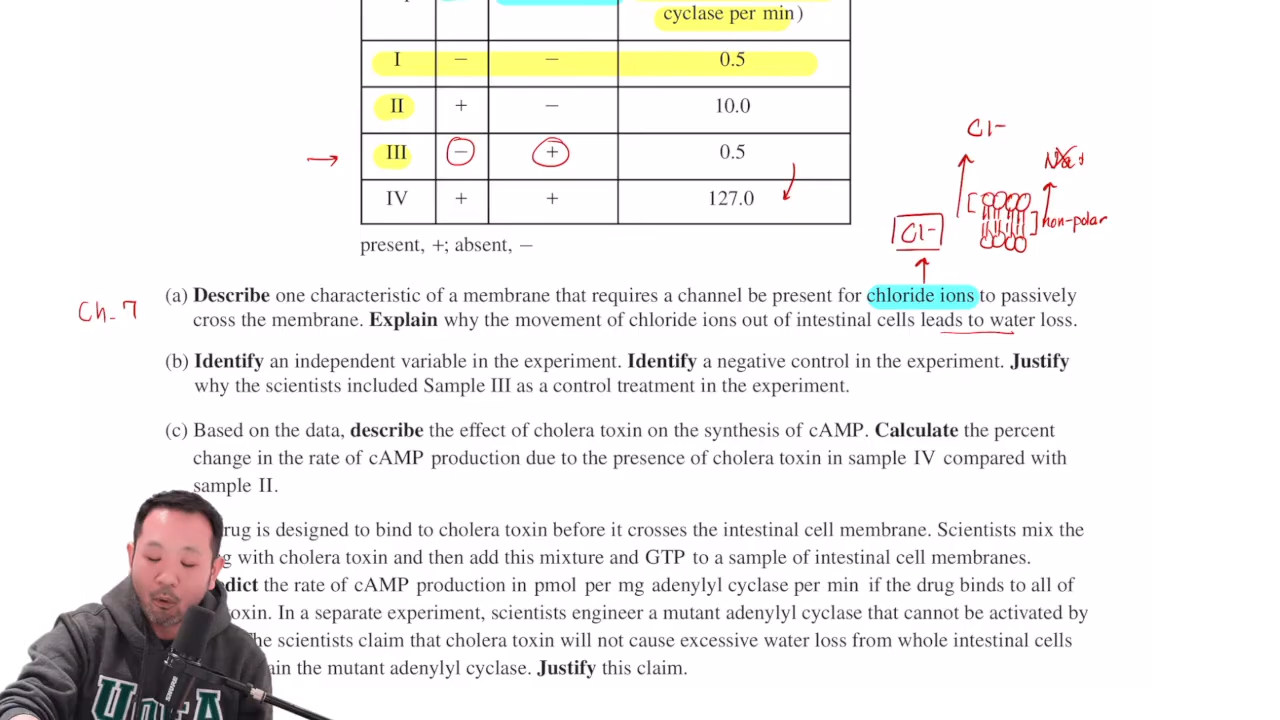 cyclase per min)
I − − 0.5
II + − 10.0
III − + 0.5
IV + + 127.0
present, +; absent, −
Cl-
Na+
Cl-
non-polar
Ch. 7
(a) Describe one characteristic of a membrane that requires a channel be present for chloride ions to passively
cross the membrane. Explain why the movement of chloride ions out of intestinal cells leads to water loss.
(b) Identify an independent variable in the experiment. Identify a negative control in the experiment. Justify
why the scientists included Sample III as a control treatment in the experiment.
(c) Based on the data, describe the effect of cholera toxin on the synthesis of cAMP. Calculate the percent
change in the rate of cAMP production due to the presence of cholera toxin in sample IV compared with
sample II.
rug is designed to bind to cholera toxin before it crosses the intestinal cell membrane. Scientists mix the
g with cholera toxin and then add this mixture and GTP to a sample of intestinal cell membranes.
dict the rate of cAMP production in pmol per mg adenylyl cyclase per min if the drug binds to all of
oxin. In a separate experiment, scientists engineer a mutant adenylyl cyclase that cannot be activated by
he scientists claim that cholera toxin will not cause excessive water loss from whole intestinal cells
ain the mutant adenylyl cyclase. Justify this claim.
SHURE